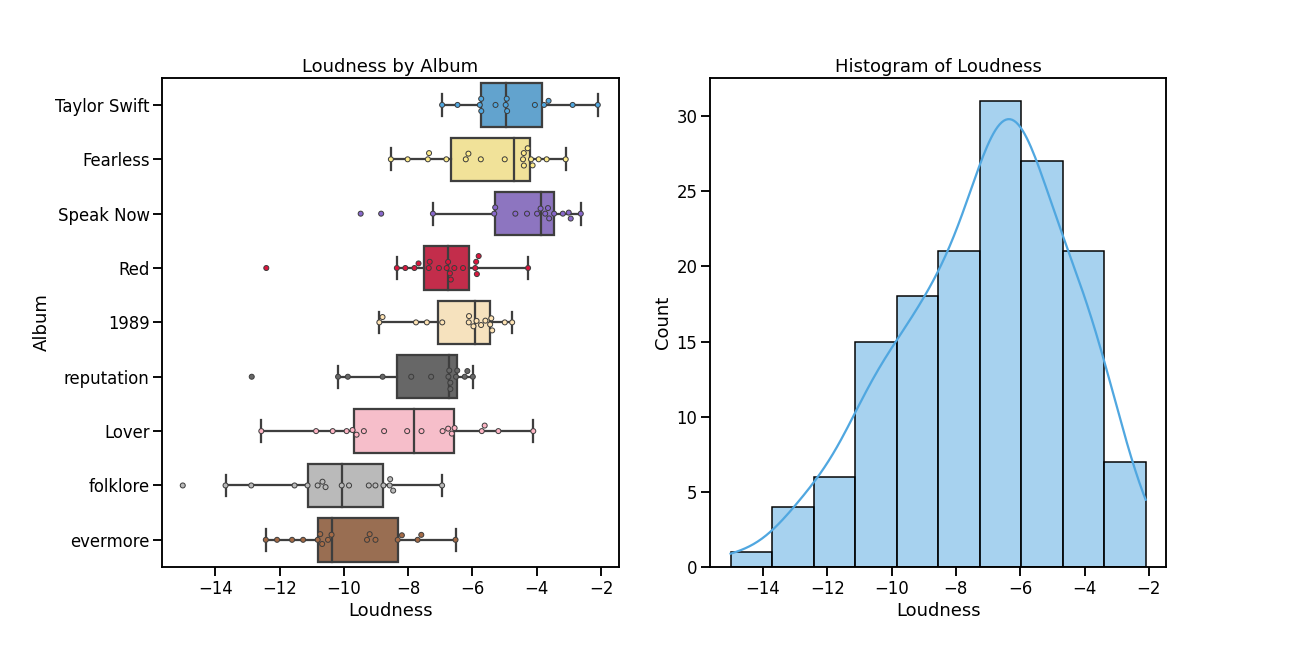 Loudness by Album
Album
Taylor Swift
Fearless
Speak Now
Red
1989
reputation
Lover
folklore
evermore
−14 −12 −10 −8 −6 −4 −2
Loudness
Histogram of Loudness
Count
30
25
20
15
10
5
0
−14 −12 −10 −8 −6 −4 −2
Loudness